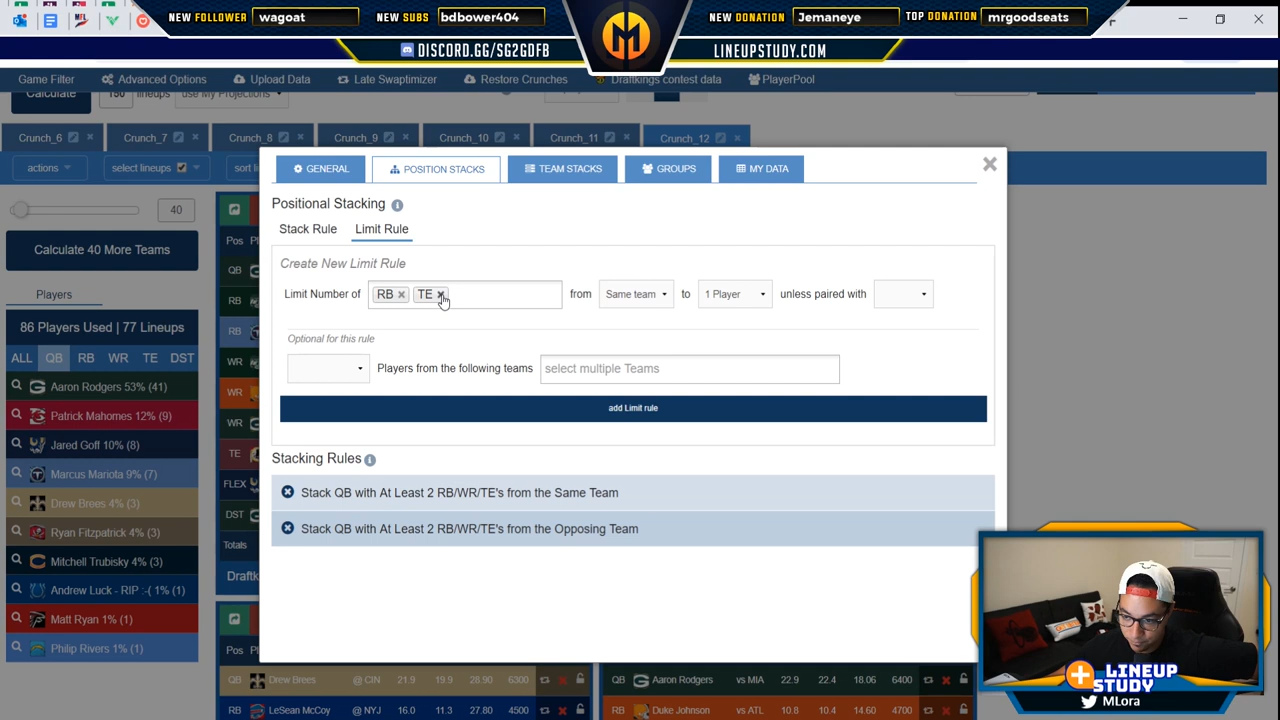 NEW FOLLOWER wagoat NEW SUBS bdbower404 NEW DONATION Jemaneye TOP DONATION mrgoodseats
DISCORD.GG/SG2GDFB M LINEUPSTUDY.COM
Game Filter Advanced Options Upload Data Late Swaptimizer Restore Crunches Draftkings contest data PlayerPool
Calculate 150 lineups use My Projections
Crunch_6 Crunch_7 Crunch_8 Crunch_9 Crunch_10 Crunch_11 Crunch_12
actions select lineups sort li
GENERAL POSITION STACKS TEAM STACKS GROUPS MY DATA
Positional Stacking
Stack Rule Limit Rule
Create New Limit Rule
Limit Number of RB × TE × from Same team to 1 Player unless paired with
Optional for this rule
Players from the following teams select multiple Teams
add Limit rule
Stacking Rules
Stack QB with At Least 2 RB/WR/TE's from the Same Team
Stack QB with At Least 2 RB/WR/TE's from the Opposing Team
40
Calculate 40 More Teams
Players
86 Players Used | 77 Lineups
ALL QB RB WR TE DST
Aaron Rodgers 53% (41)
Patrick Mahomes 12% (9)
Jared Goff 10% (8)
Marcus Mariota 9% (7)
Drew Brees 4% (3)
Ryan Fitzpatrick 4% (3)
Mitchell Trubisky 4% (3)
Andrew Luck - RIP :-( 1% (1)
Matt Ryan 1% (1)
Philip Rivers 1% (1)
Pos Pl
QB
RB
RB
WR
WR
WR
TE
FLEX
DST
Totals
Draftk
Pos
QB Drew Brees @ CIN 21.9 19.9 28.90 6300
RB LeSean McCoy @ NYJ 16.0 11.3 27.80 4500
QB Aaron Rodgers vs MIA 22.9 22.4 18.06 6400
RB Duke Johnson vs ATL 10.8 10.4 14.60 4700
LINEUP
STUDY
MLora